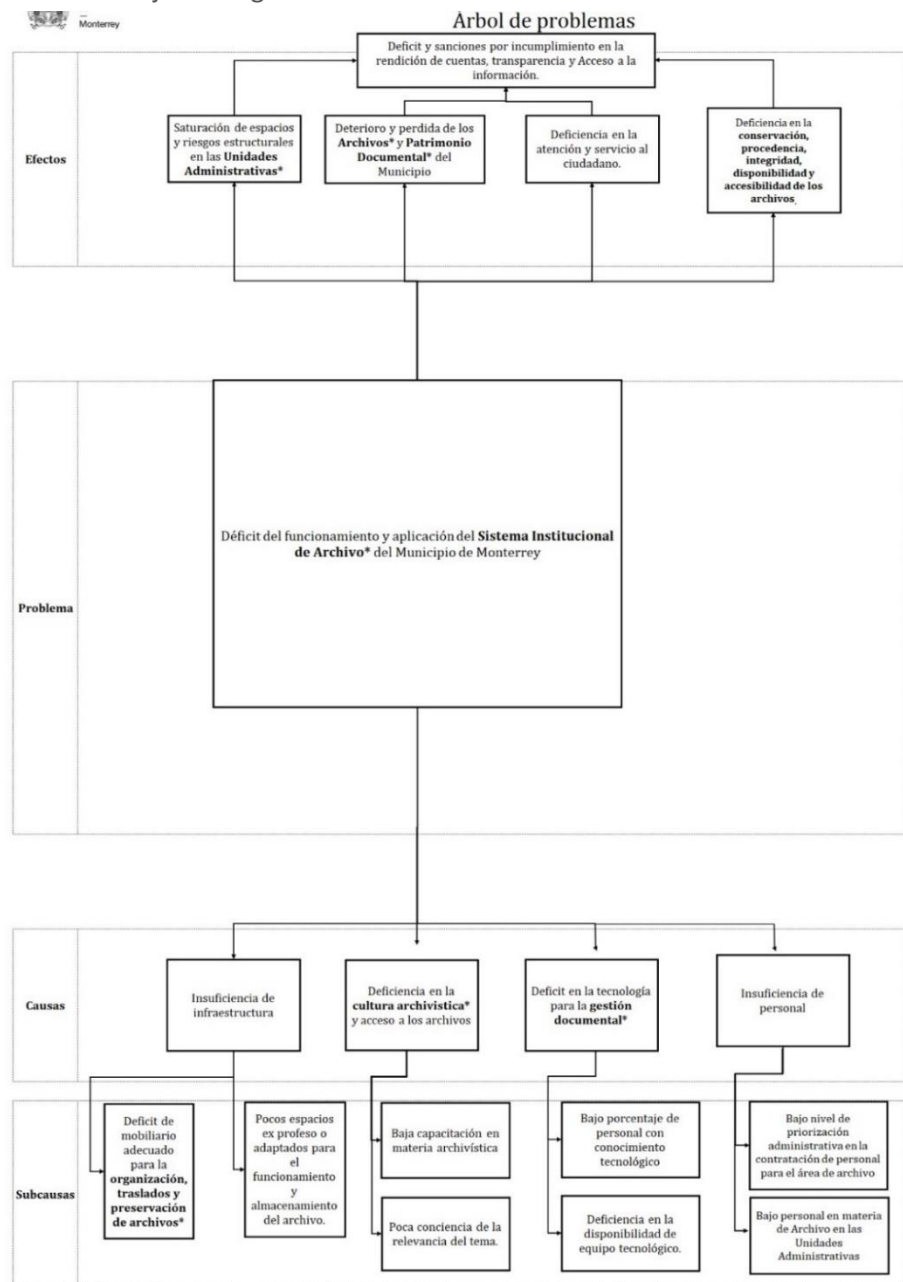 Monterrey
Árbol de problemas
Efectos
Deficit y sanciones por incumplimiento en la
rendición de cuentas, transparencia y Acceso a la
información.
Saturación de espacios
y riesgos estructurales
en las Unidades
Administrativas*
Deterioro y perdida de los
Archivos* y Patrimonio
Documental* del
Municipio
Deficiencia en la
atención y servicio al
ciudadano.
Deficiencia en la
conservación,
procedencia,
integridad,
disponibilidad y
accesibilidad de los
archivos.
Problema
Déficit del funcionamiento y aplicación del Sistema Institucional
de Archivo* del Municipio de Monterrey
Causas
Insuficiencia de
infraestructura
Deficiencia en la
cultura archivistica*
y acceso a los archivos
Deficit en la tecnología
para la gestión
documental*
Insuficiencia de
personal
Subcausas
Deficit de
mobiliario
adecuado
para la
organización,
traslados y
preservación
de archivos*
Pocos espacios
ex profeso o
adaptados para
el
funcionamiento
y
almacenamiento
del archivo.
Baja capacitación en
materia archivística
Poca conciencia de la
relevancia del tema.
Bajo porcentaje de
personal con
conocimiento
tecnológico
Deficiencia en la
disponibilidad de
equipo tecnológico.
Bajo nivel de
priorización
administrativa en la
contratación de personal
para el área de archivo
Bajo personal en materia
de Archivo en las
Unidades
Administrativas